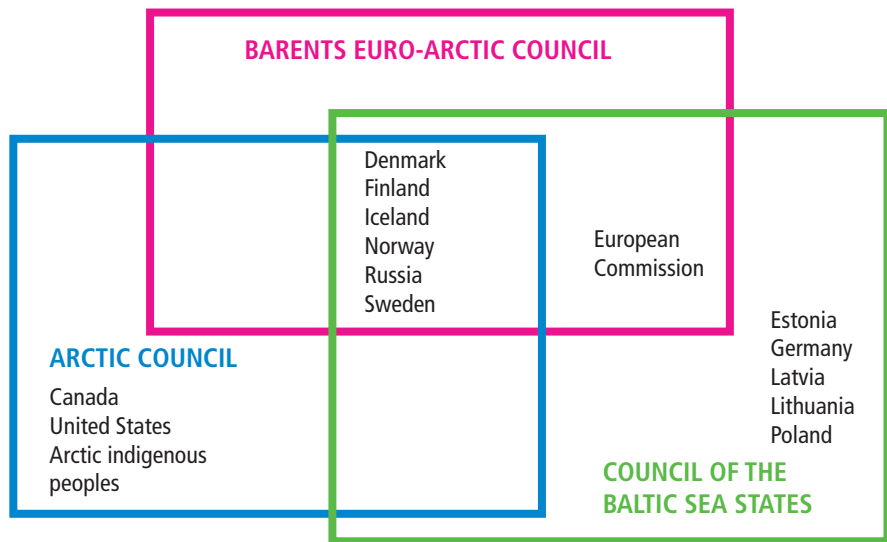 BARENTS EURO-ARCTIC COUNCIL
Denmark
Finland
Iceland
Norway
Russia
Sweden
European
Commission
Estonia
Germany
Latvia
Lithuania
Poland
ARCTIC COUNCIL
Canada
United States
Arctic indigenous
peoples
COUNCIL OF THE
BALTIC SEA STATES